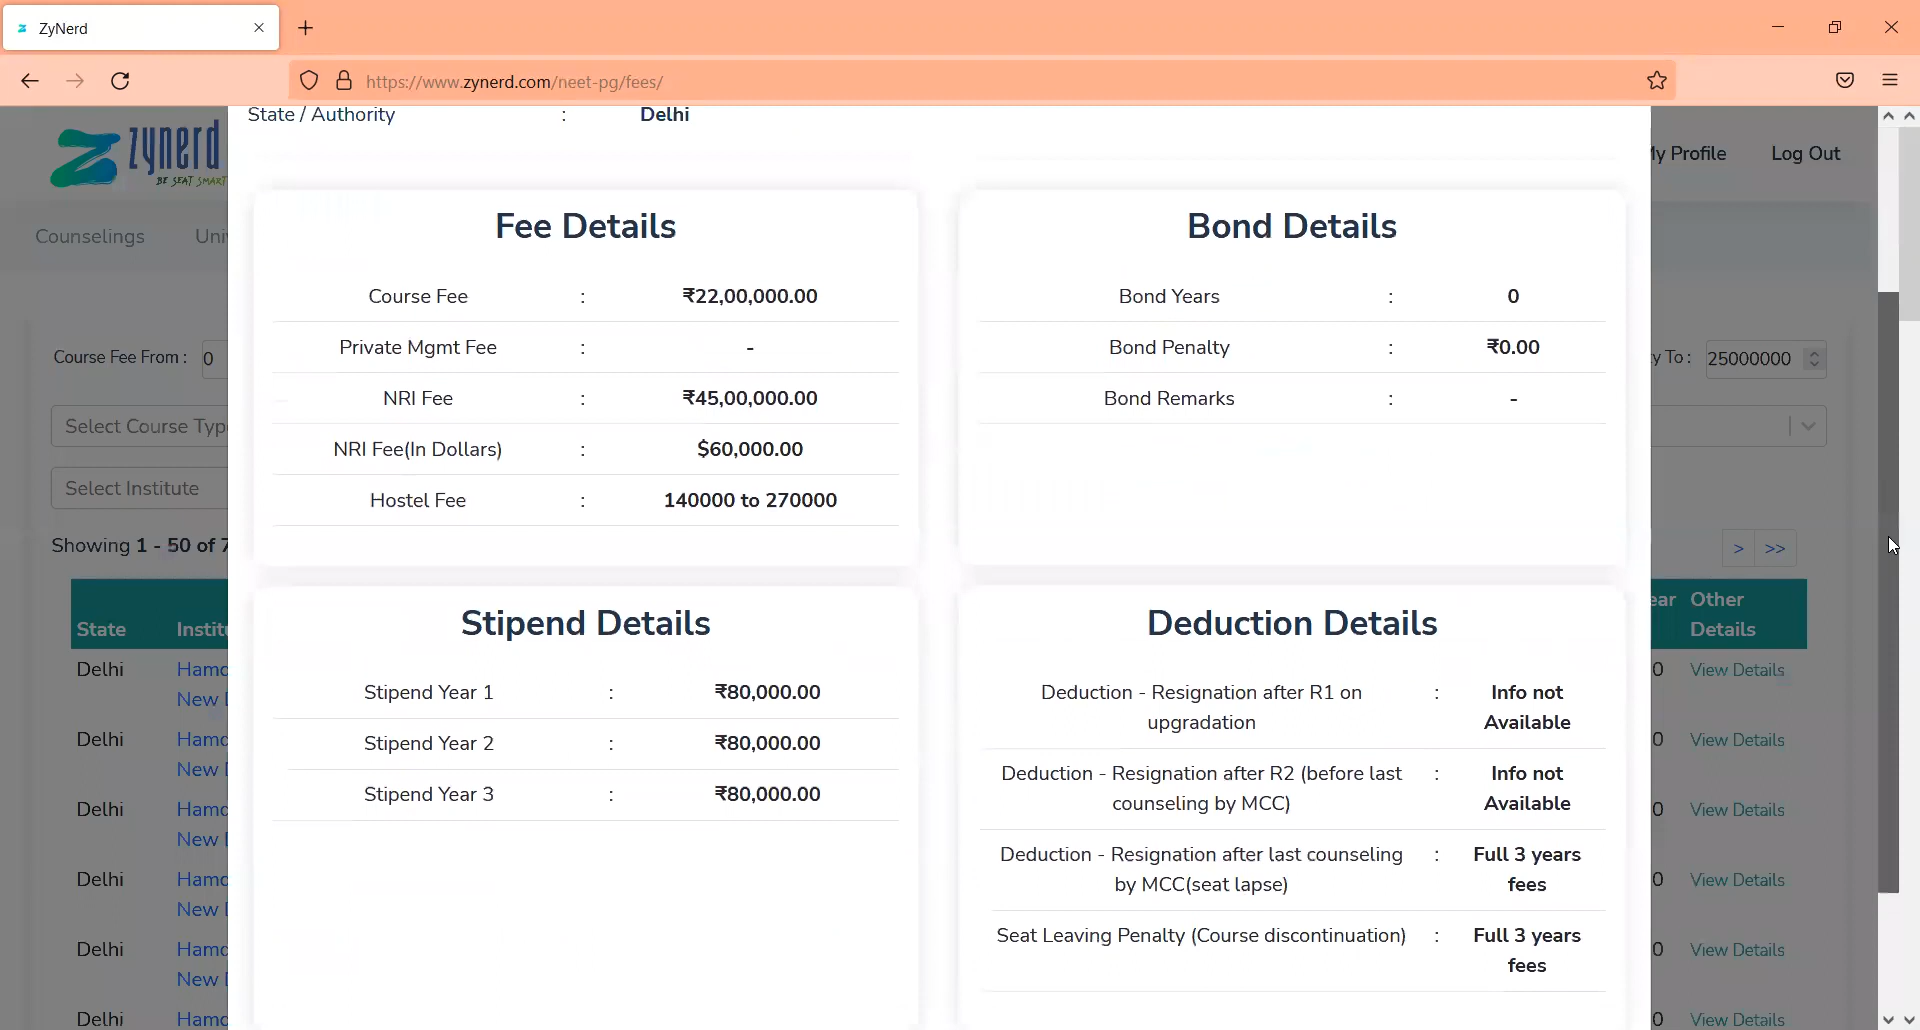 ZyNerd
https://www.zynerd.com/neet-pg/fees/
State / Authority : Delhi
zynerd
BE SEAT SMART
My Profile Log Out
Counselings
Fee Details
Course Fee : ₹22,00,000.00
Private Mgmt Fee : -
NRI Fee : ₹45,00,000.00
NRI Fee(In Dollars) : $60,000.00
Hostel Fee : 140000 to 270000
Bond Details
Bond Years : 0
Bond Penalty : ₹0.00
Bond Remarks : -
Course Fee From : 0
To : 25000000
Select Course Typ
Select Institute
Showing 1 - 50 of 7
> >>
Stipend Details
Stipend Year 1 : ₹80,000.00
Stipend Year 2 : ₹80,000.00
Stipend Year 3 : ₹80,000.00
Deduction Details
Deduction - Resignation after R1 on
upgradation : Info not
Available
Deduction - Resignation after R2 (before last
counseling by MCC) : Info not
Available
Deduction - Resignation after last counseling
by MCC(seat lapse) : Full 3 years
fees
Seat Leaving Penalty (Course discontinuation) : Full 3 years
fees
State Institu
ear Other
Details
Delhi Hamd
New D
0 View Details
Delhi Hamd
New D
0 View Details
Delhi Hamd
New D
0 View Details
Delhi Hamd
New D
0 View Details
Delhi Hamd
New D
0 View Details
Delhi Hamd
0 View Details